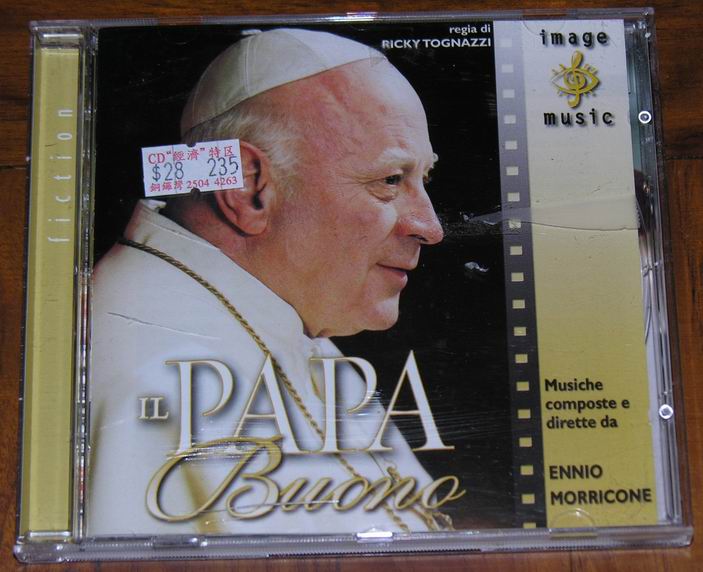 fiction
regia di
RICKY TOGNAZZI
image
music
CD "經濟" 特区
$28 235
銅鑼灣 2504 4263
IL PAPA
Buono
Musiche
composte e
dirette da
ENNIO
MORRICONE